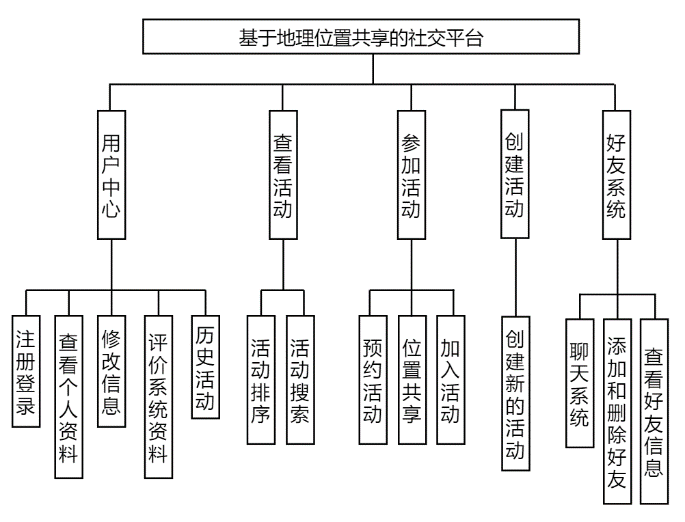 基于地理位置共享的社交平台
用户中心
查看活动
参加活动
创建活动
好友系统
注册登录
查看个人资料
修改信息
评价系统资料
历史活动
活动排序
活动搜索
预约活动
位置共享
加入活动
创建新的活动
聊天系统
添加和删除好友
查看好友信息